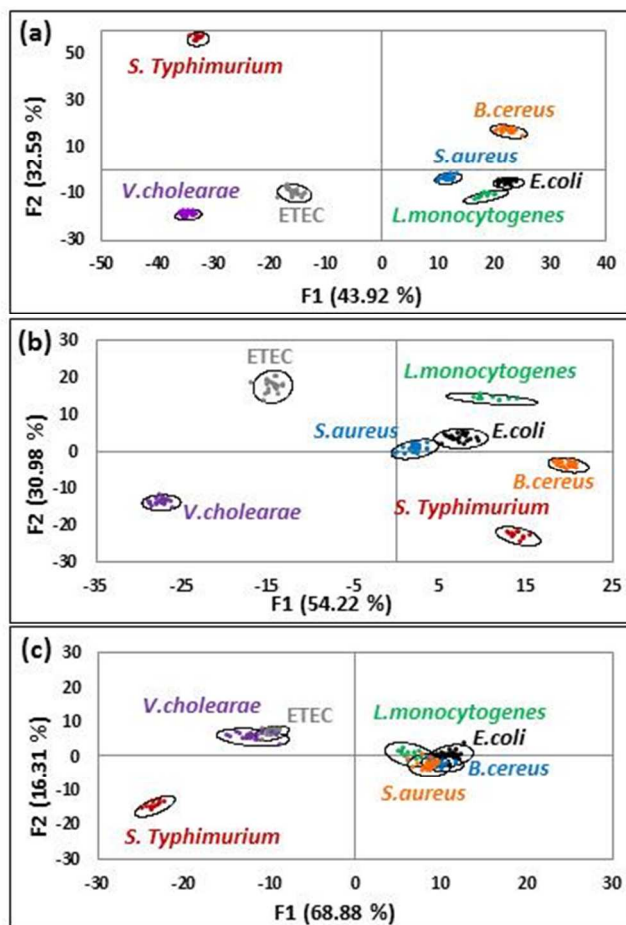 (a)
50
30
10
-10
-30
F2 (32.59 %)
S. Typhimurium
B.cereus
S.aureus
E.coli
V.cholearae
ETEC
L.monocytogenes
-50 -40 -30 -20 -10 0 10 20 30 40
F1 (43.92 %)
(b)
30
20
10
0
-10
-20
-30
F2 (30.98 %)
ETEC
L.monocytogenes
S.aureus
E.coli
B.cereus
V.cholearae
S. Typhimurium
-35 -25 -15 -5 5 15 25
F1 (54.22 %)
(c)
30
20
10
0
-10
-20
-30
F2 (16.31 %)
V.cholearae
ETEC
L.monocytogenes
E.coli
B.cereus
S.aureus
S. Typhimurium
-30 -20 -10 0 10 20 30
F1 (68.88 %)